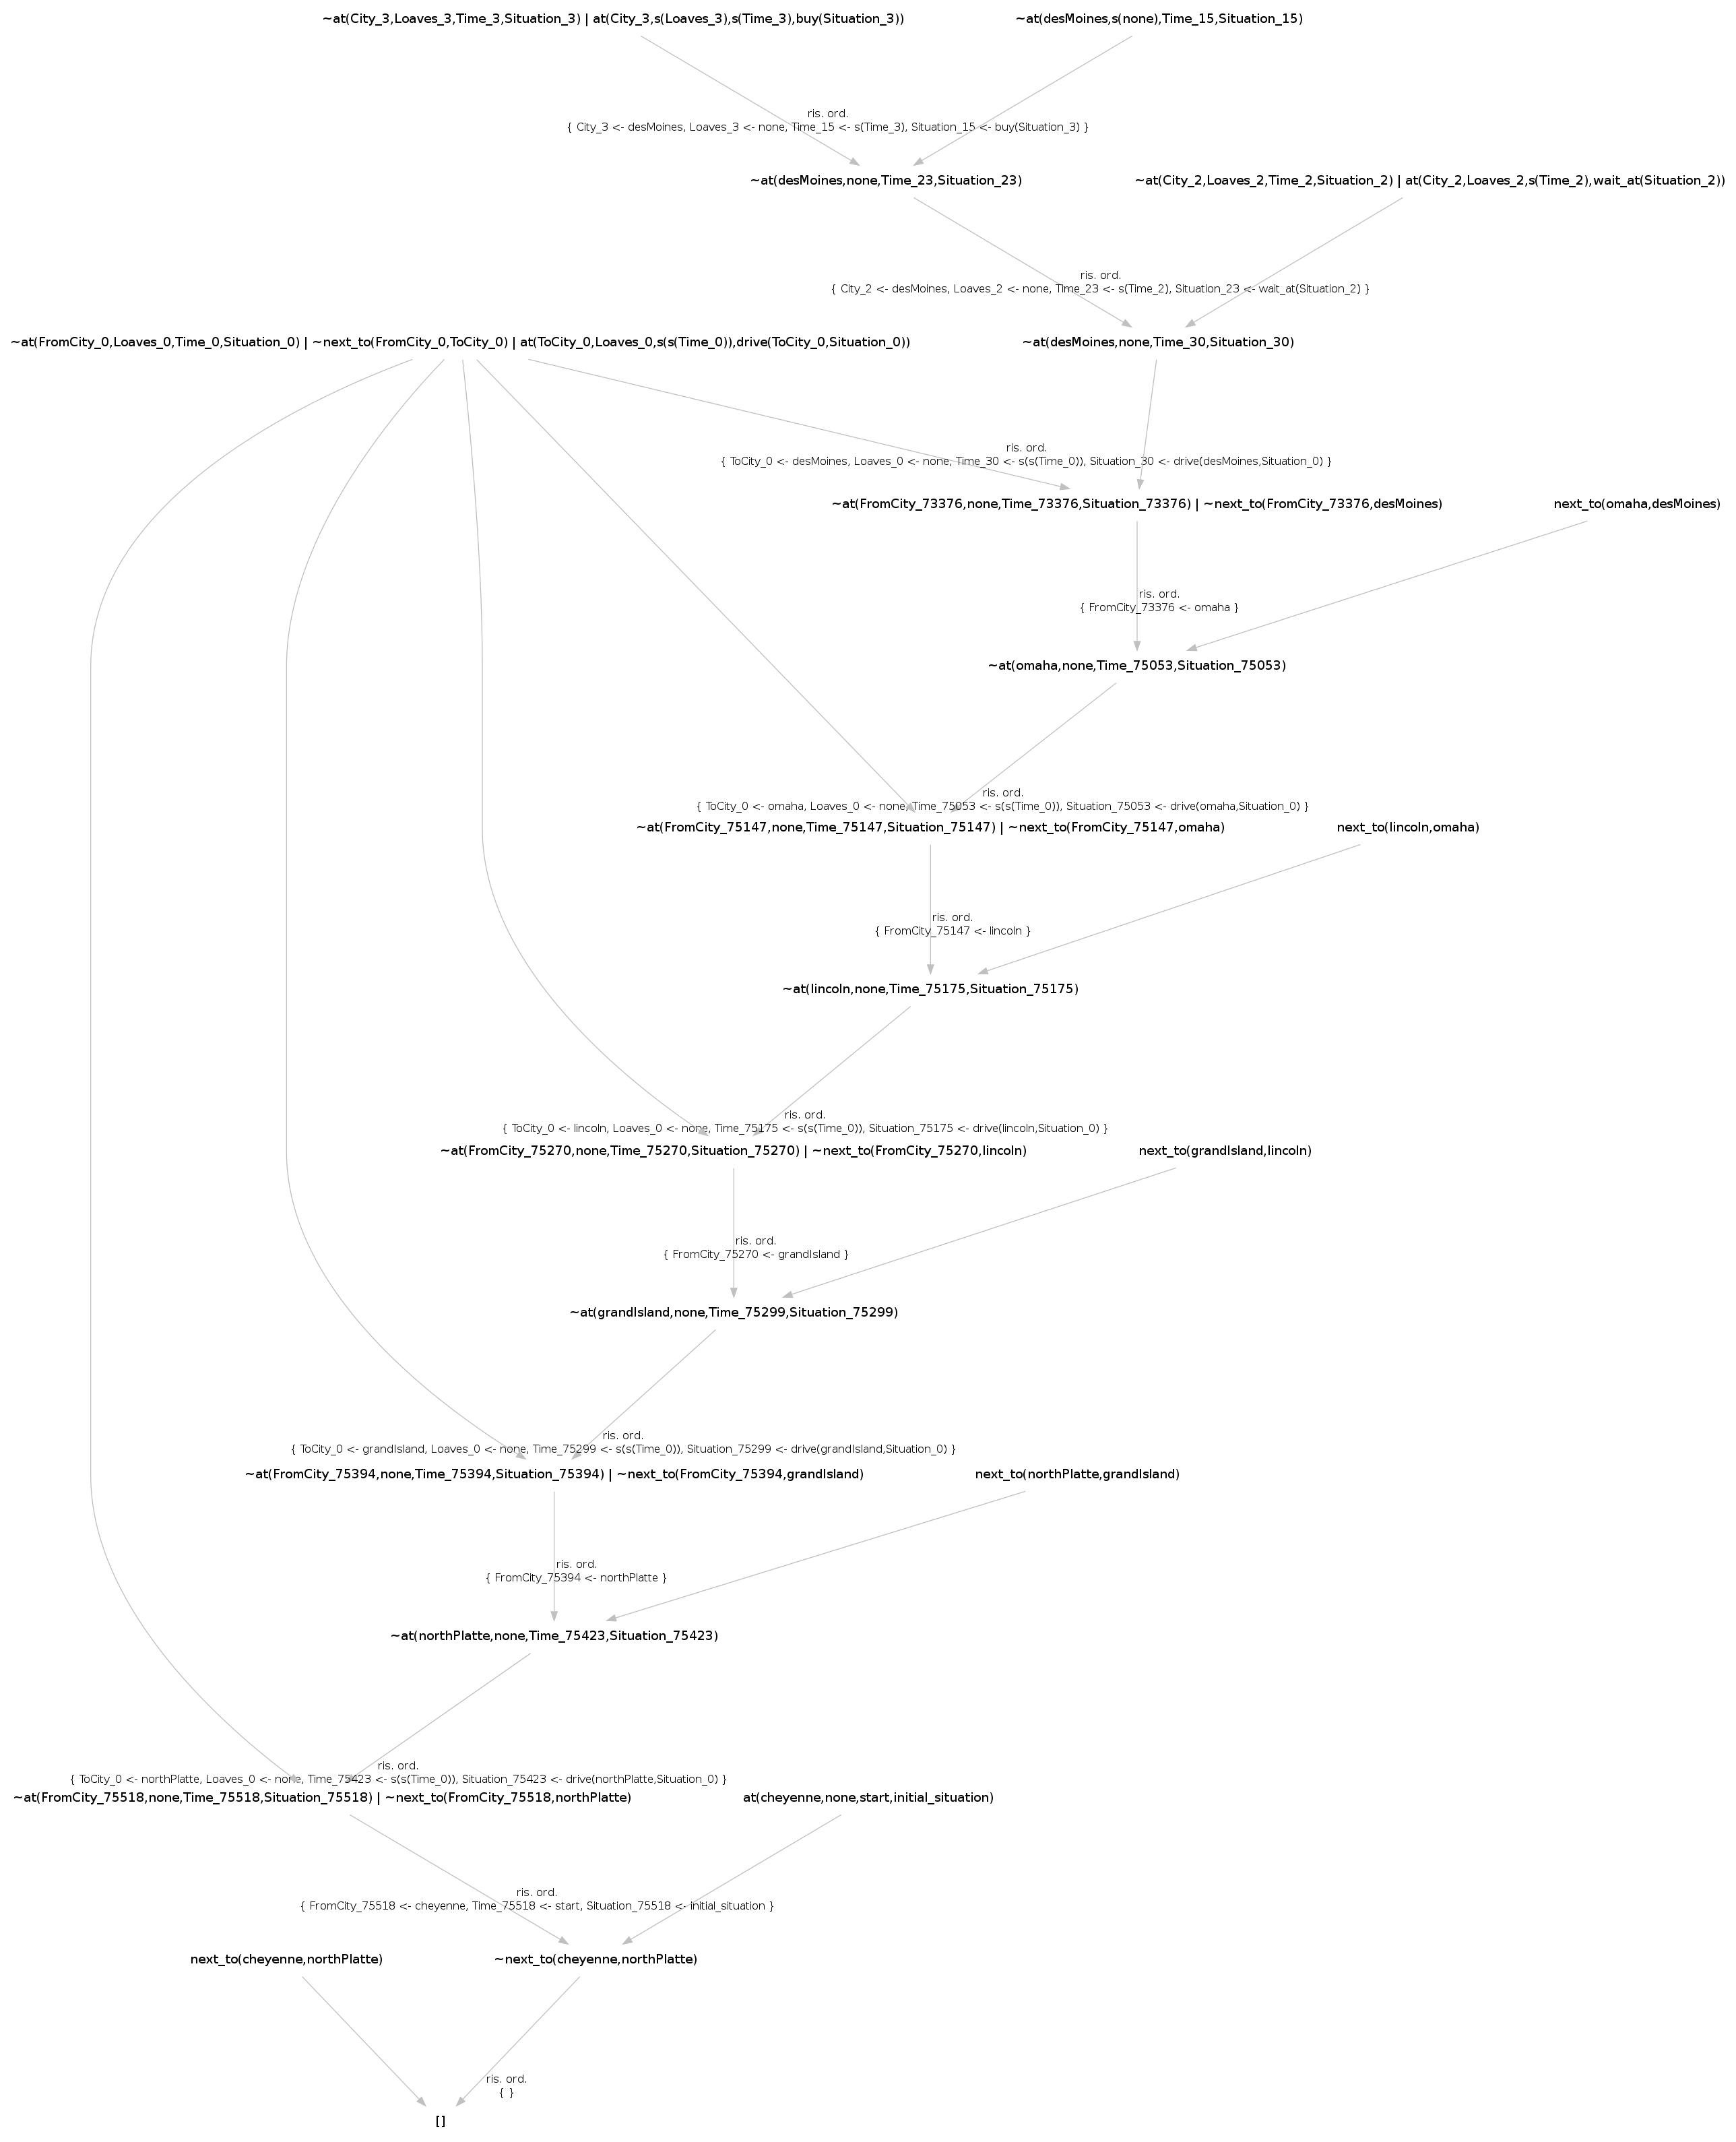 ~at(City_3,Loaves_3,Time_3,Situation_3) | at(City_3,s(Loaves_3),s(Time_3),buy(Situation_3))
~at(desMoines,s(none),Time_15,Situation_15)
ris. ord.
{ City_3 <- desMoines, Loaves_3 <- none, Time_15 <- s(Time_3), Situation_15 <- buy(Situation_3) }
~at(desMoines,none,Time_23,Situation_23)
~at(City_2,Loaves_2,Time_2,Situation_2) | at(City_2,Loaves_2,s(Time_2),wait_at(Situation_2))
ris. ord.
{ City_2 <- desMoines, Loaves_2 <- none, Time_23 <- s(Time_2), Situation_23 <- wait_at(Situation_2) }
~at(FromCity_0,Loaves_0,Time_0,Situation_0) | ~next_to(FromCity_0,ToCity_0) | at(ToCity_0,Loaves_0,s(s(Time_0)),drive(ToCity_0,Situation_0))
~at(desMoines,none,Time_30,Situation_30)
ris. ord.
{ ToCity_0 <- desMoines, Loaves_0 <- none, Time_30 <- s(s(Time_0)), Situation_30 <- drive(desMoines,Situation_0) }
~at(FromCity_73376,none,Time_73376,Situation_73376) | ~next_to(FromCity_73376,desMoines)
next_to(omaha,desMoines)
ris. ord.
{ FromCity_73376 <- omaha }
~at(omaha,none,Time_75053,Situation_75053)
ris. ord.
{ ToCity_0 <- omaha, Loaves_0 <- none, Time_75053 <- s(s(Time_0)), Situation_75053 <- drive(omaha,Situation_0) }
~at(FromCity_75147,none,Time_75147,Situation_75147) | ~next_to(FromCity_75147,omaha)
next_to(lincoln,omaha)
ris. ord.
{ FromCity_75147 <- lincoln }
~at(lincoln,none,Time_75175,Situation_75175)
ris. ord.
{ ToCity_0 <- lincoln, Loaves_0 <- none, Time_75175 <- s(s(Time_0)), Situation_75175 <- drive(lincoln,Situation_0) }
~at(FromCity_75270,none,Time_75270,Situation_75270) | ~next_to(FromCity_75270,lincoln)
next_to(grandIsland,lincoln)
ris. ord.
{ FromCity_75270 <- grandIsland }
~at(grandIsland,none,Time_75299,Situation_75299)
ris. ord.
{ ToCity_0 <- grandIsland, Loaves_0 <- none, Time_75299 <- s(s(Time_0)), Situation_75299 <- drive(grandIsland,Situation_0) }
~at(FromCity_75394,none,Time_75394,Situation_75394) | ~next_to(FromCity_75394,grandIsland)
next_to(northPlatte,grandIsland)
ris. ord.
{ FromCity_75394 <- northPlatte }
~at(northPlatte,none,Time_75423,Situation_75423)
ris. ord.
{ ToCity_0 <- northPlatte, Loaves_0 <- none, Time_75423 <- s(s(Time_0)), Situation_75423 <- drive(northPlatte,Situation_0) }
~at(FromCity_75518,none,Time_75518,Situation_75518) | ~next_to(FromCity_75518,northPlatte)
at(cheyenne,none,start,initial_situation)
ris. ord.
{ FromCity_75518 <- cheyenne, Time_75518 <- start, Situation_75518 <- initial_situation }
next_to(cheyenne,northPlatte)
~next_to(cheyenne,northPlatte)
ris. ord.
{ }
[]